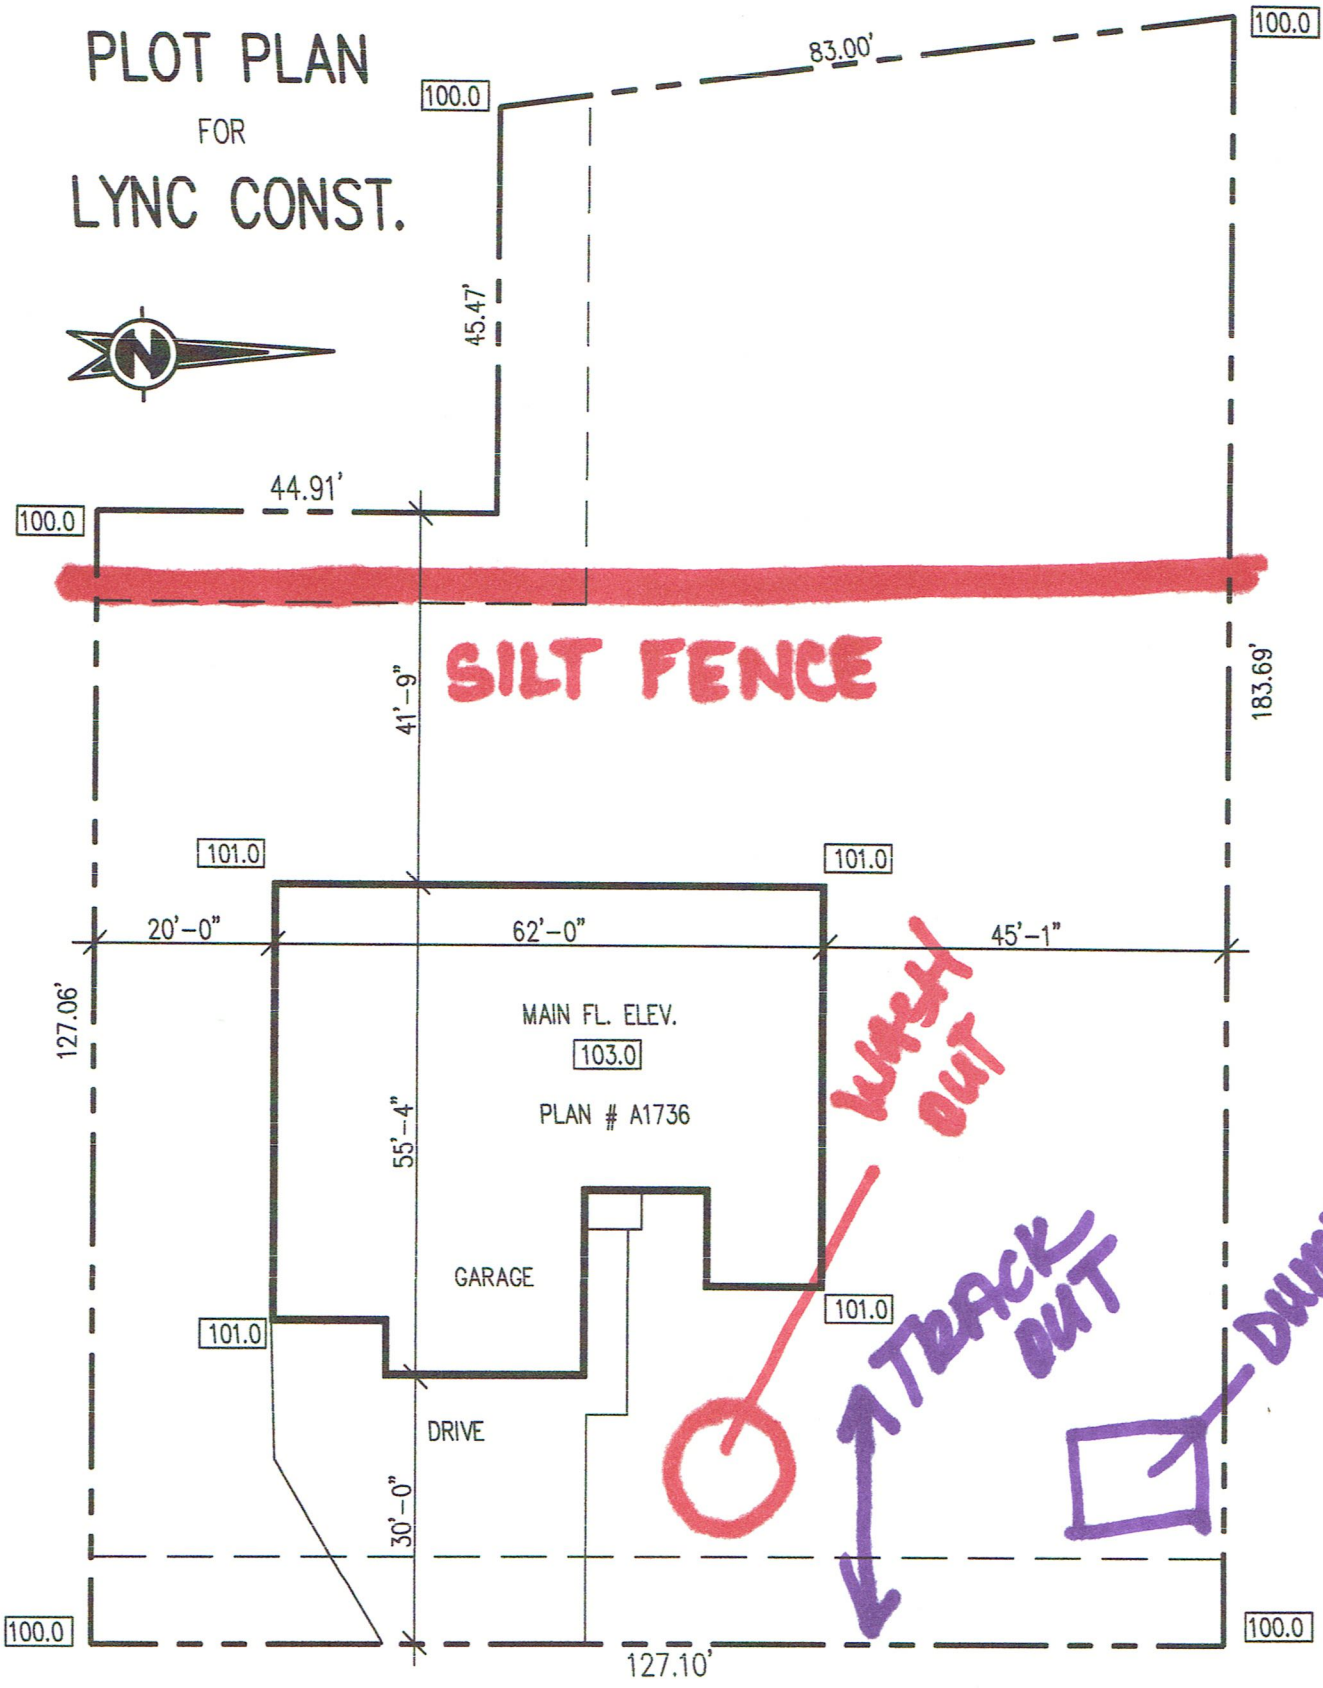 PLOT PLAN
FOR
LYNC CONST.
N
100.0
83.00'
100.0
45.47'
44.91'
100.0
SILT FENCE
41'-9"
183.69'
101.0
101.0
20'-0"
62'-0"
45'-1"
127.06'
MAIN FL. ELEV.
103.0
PLAN # A1736
WASH
OUT
55'-4"
GARAGE
101.0
101.0
TRACK
OUT
DRIVE
30'-0"
100.0
100.0
127.10'